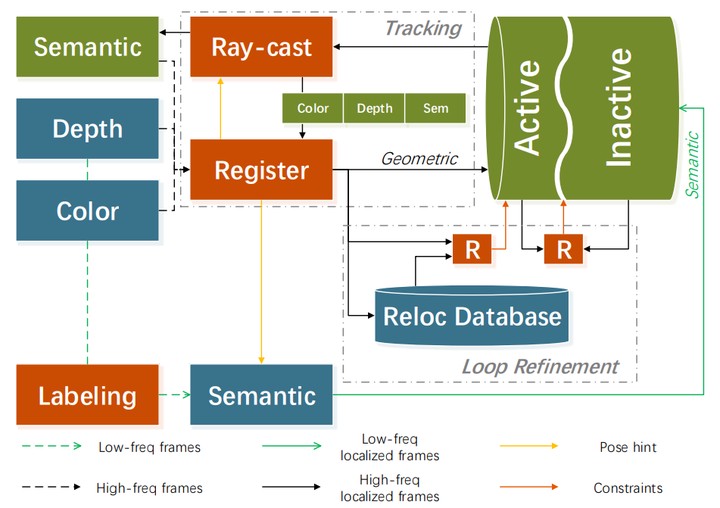 Semantic
Ray-cast
Tracking
Color
Depth
Sem
Depth
Color
Register
Geometric
Active
Inactive
Semantic
R
R
Reloc Database
Loop Refinement
Labeling
Semantic
Low-freq frames
Low-freq
localized frames
Pose hint
High-freq frames
High-freq
localized frames
Constraints